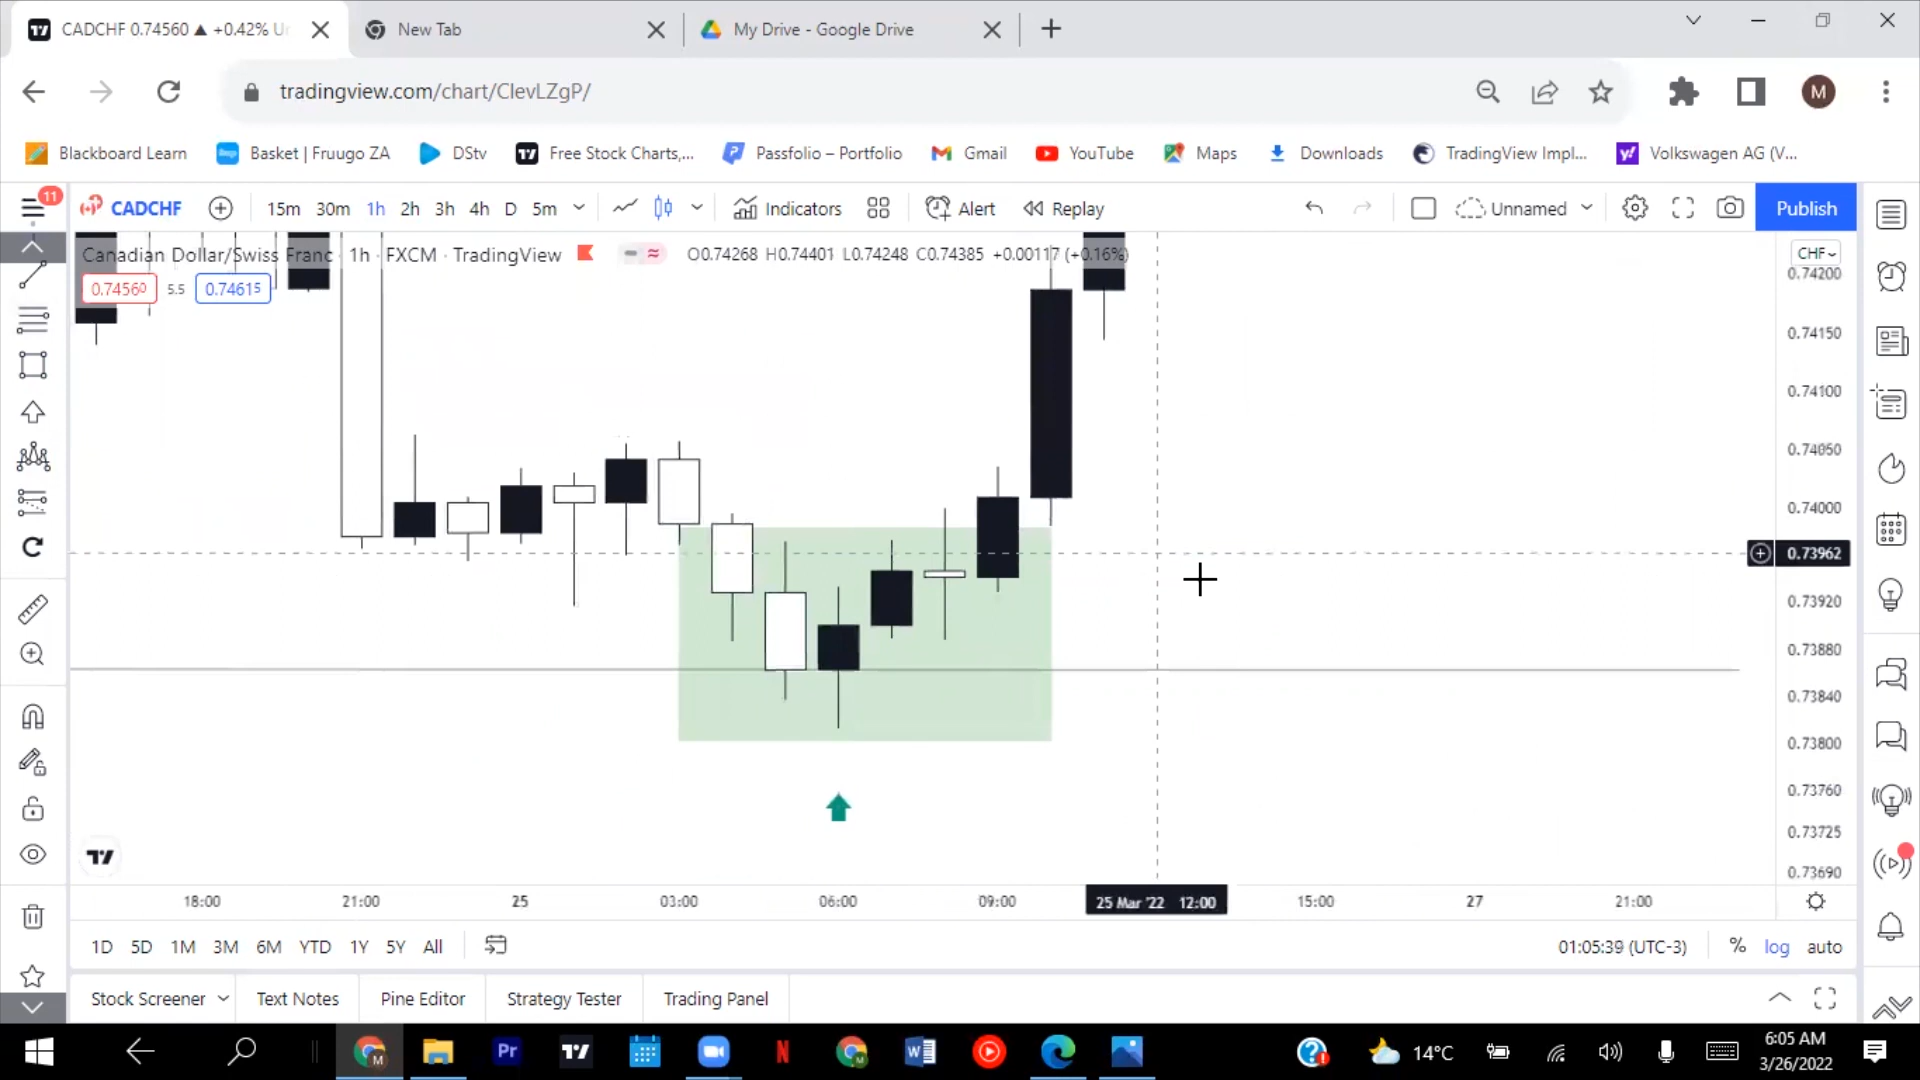 CADCHF 0.74560 ▲ +0.42% Ur
New Tab
My Drive - Google Drive
tradingview.com/chart/ClevLZgP/
M
Blackboard Learn
Basket | Fruugo ZA
DStv
Free Stock Charts,...
Passfolio – Portfolio
Gmail
YouTube
Maps
Downloads
TradingView Impl...
Volkswagen AG (V...
11
CADCHF
15m 30m 1h 2h 3h 4h D 5m
Indicators
Alert
Replay
Unnamed
Publish
Canadian Dollar/Swiss Franc · 1h · FXCM · TradingView
O0.74268 H0.74401 L0.74248 C0.74385 +0.00117 (+0.16%)
CHF
0.74560 5.5 0.74615
0.74200
0.74150
0.74100
0.74050
0.74000
0.73962
0.73920
0.73880
0.73840
0.73800
0.73760
0.73725
0.73690
18:00 21:00 25 03:00 06:00 09:00 25 Mar '22 12:00 15:00 27 21:00
1D 5D 1M 3M 6M YTD 1Y 5Y All
01:05:39 (UTC-3) % log auto
Stock Screener Text Notes Pine Editor Strategy Tester Trading Panel
M
Pr
N
14°C
6:05 AM
3/26/2022